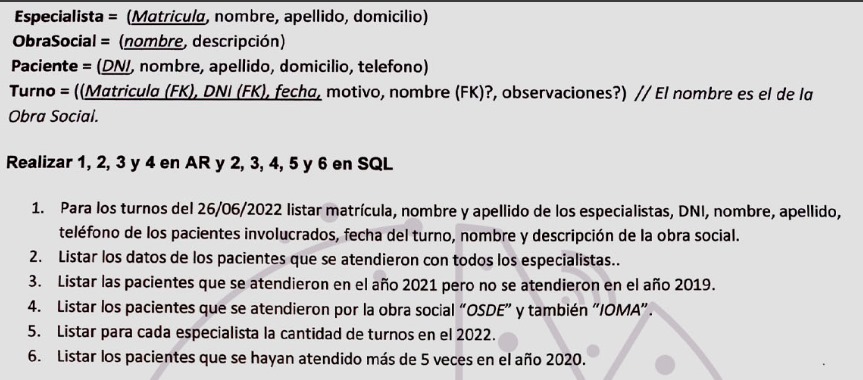 Especialista = (Matricula, nombre, apellido, domicilio)
ObraSocial = (nombre, descripción)
Paciente = (DNI, nombre, apellido, domicilio, telefono)
Turno = ((Matricula (FK), DNI (FK), fecha, motivo, nombre (FK)?, observaciones?) // El nombre es el de la
Obra Social.
Realizar 1, 2, 3 y 4 en AR y 2, 3, 4, 5 y 6 en SQL
1. Para los turnos del 26/06/2022 listar matrícula, nombre y apellido de los especialistas, DNI, nombre, apellido,
teléfono de los pacientes involucrados, fecha del turno, nombre y descripción de la obra social.
2. Listar los datos de los pacientes que se atendieron con todos los especialistas..
3. Listar las pacientes que se atendieron en el año 2021 pero no se atendieron en el año 2019.
4. Listar los pacientes que se atendieron por la obra social "OSDE" y también "IOMA".
5. Listar para cada especialista la cantidad de turnos en el 2022.
6. Listar los pacientes que se hayan atendido más de 5 veces en el año 2020.